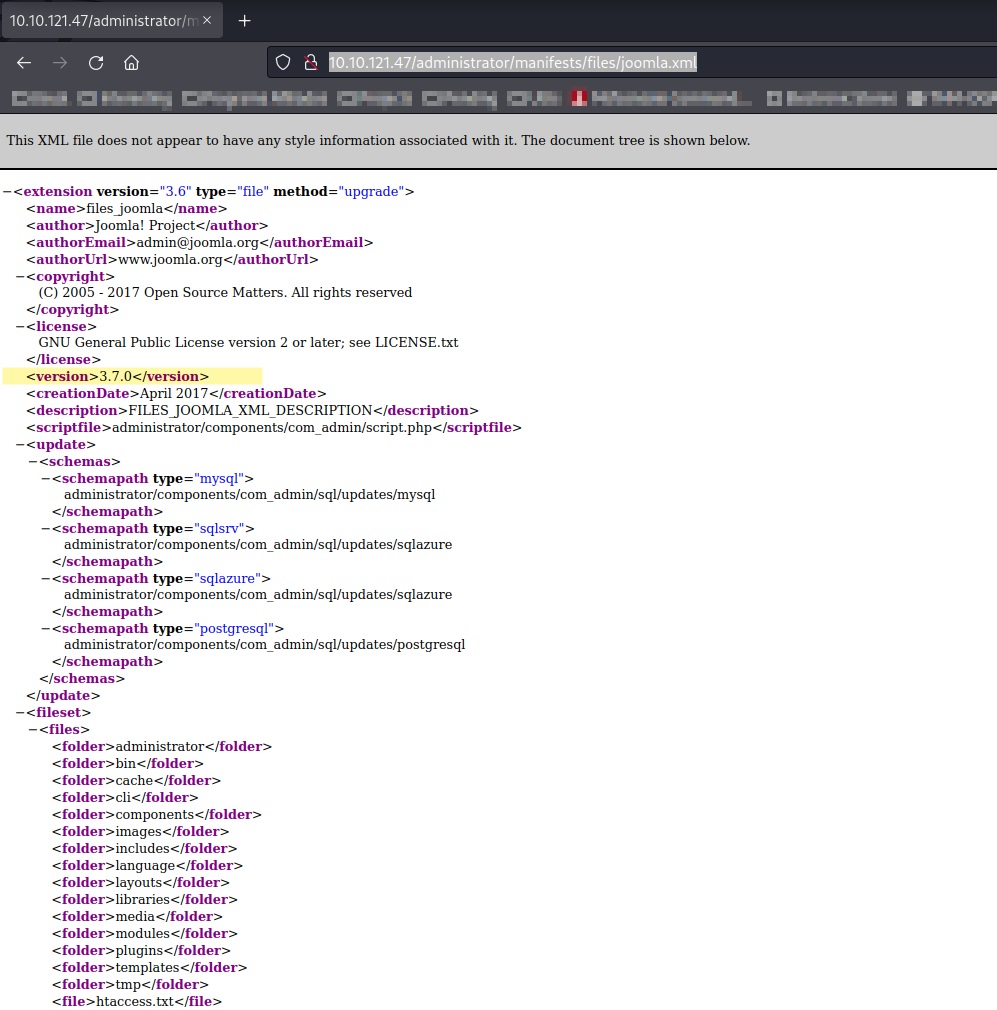 10.10.121.47/administrator/m
10.10.121.47/administrator/manifests/files/joomla.xml
This XML file does not appear to have any style information associated with it. The document tree is shown below.
−<extension version="3.6" type="file" method="upgrade">
<name>files_joomla</name>
<author>Joomla! Project</author>
<authorEmail>admin@joomla.org</authorEmail>
<authorUrl>www.joomla.org</authorUrl>
−<copyright>
(C) 2005 - 2017 Open Source Matters. All rights reserved
</copyright>
−<license>
GNU General Public License version 2 or later; see LICENSE.txt
</license>
<version>3.7.0</version>
<creationDate>April 2017</creationDate>
<description>FILES_JOOMLA_XML_DESCRIPTION</description>
<scriptfile>administrator/components/com_admin/script.php</scriptfile>
−<update>
−<schemas>
−<schemapath type="mysql">
administrator/components/com_admin/sql/updates/mysql
</schemapath>
−<schemapath type="sqlsrv">
administrator/components/com_admin/sql/updates/sqlazure
</schemapath>
−<schemapath type="sqlazure">
administrator/components/com_admin/sql/updates/sqlazure
</schemapath>
−<schemapath type="postgresql">
administrator/components/com_admin/sql/updates/postgresql
</schemapath>
</schemas>
</update>
−<fileset>
−<files>
<folder>administrator</folder>
<folder>bin</folder>
<folder>cache</folder>
<folder>cli</folder>
<folder>components</folder>
<folder>images</folder>
<folder>includes</folder>
<folder>language</folder>
<folder>layouts</folder>
<folder>libraries</folder>
<folder>media</folder>
<folder>modules</folder>
<folder>plugins</folder>
<folder>templates</folder>
<folder>tmp</folder>
<file>htaccess.txt</file>